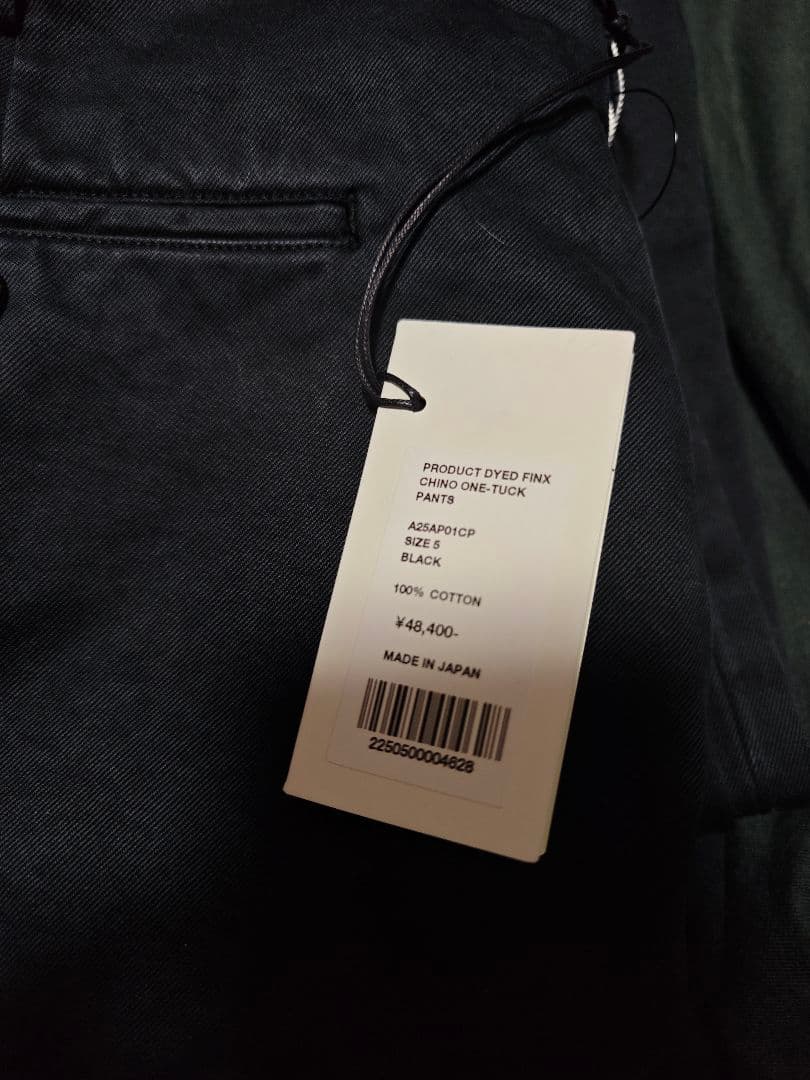 PRODUCT DYED FINX
CHINO ONE-TUCK
PANTS
A25AP01CP
SIZE 5
BLACK
100% COTTON
¥48,400-
MADE IN JAPAN
2250500004628